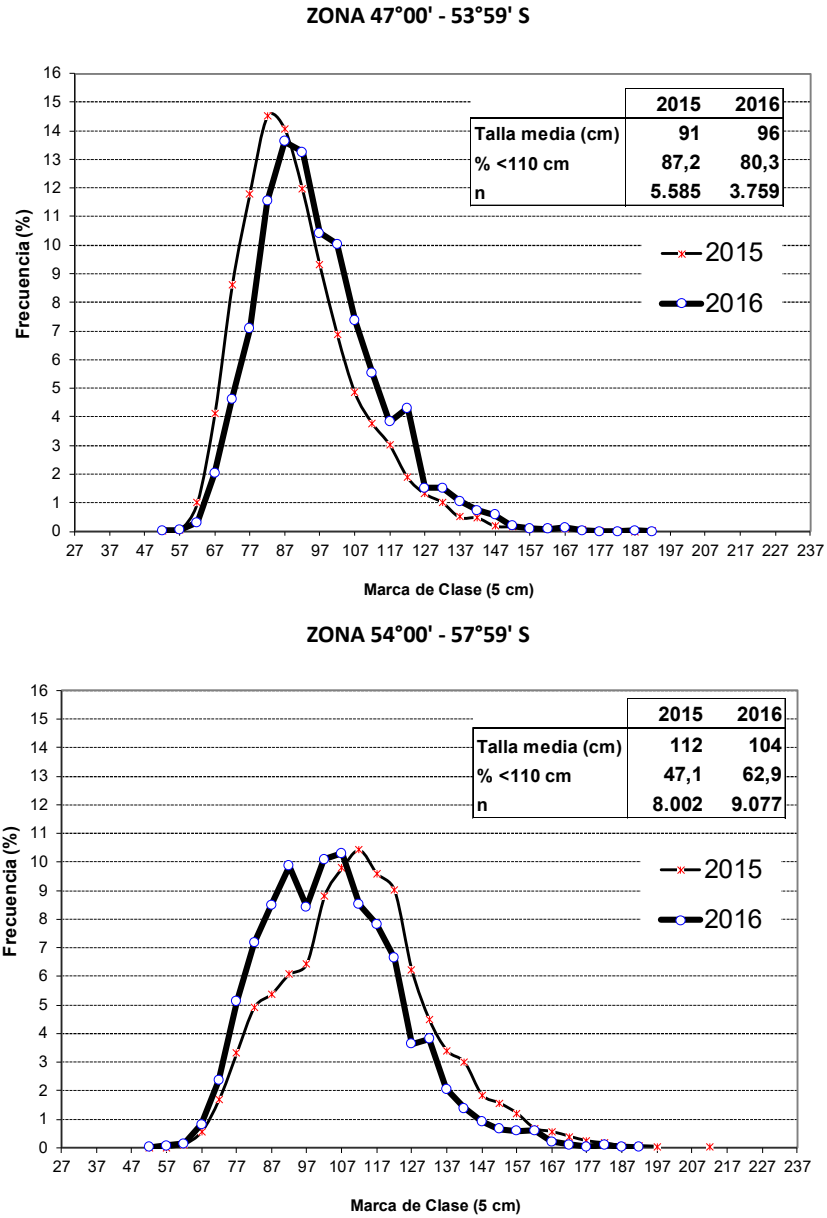 ZONA 47°00' - 53°59' S
16
15
14
13
12
11
10
9
8
7
6
5
4
3
2
1
0
Frecuencia (%)
2015 2016
Talla media (cm) 91 96
% <110 cm 87,2 80,3
n 5.585 3.759
2015
2016
27 37 47 57 67 77 87 97 107 117 127 137 147 157 167 177 187 197 207 217 227 237
Marca de Clase (5 cm)
ZONA 54°00' - 57°59' S
16
15
14
13
12
11
10
9
8
7
6
5
4
3
2
1
0
Frecuencia (%)
2015 2016
Talla media (cm) 112 104
% <110 cm 47,1 62,9
n 8.002 9.077
2015
2016
27 37 47 57 67 77 87 97 107 117 127 137 147 157 167 177 187 197 207 217 227 237
Marca de Clase (5 cm)